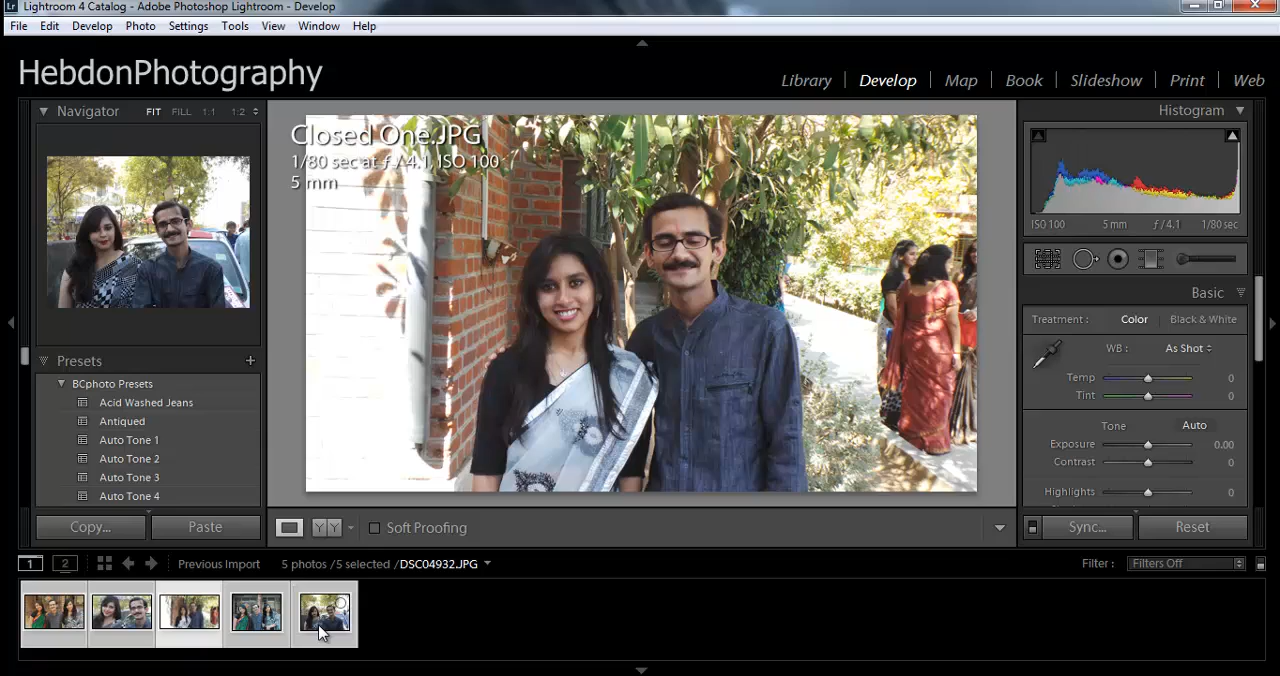 Lightroom 4 Catalog - Adobe Photoshop Lightroom - Develop
File Edit Develop Photo Settings Tools View Window Help
HebdonPhotography
Library Develop Map Book Slideshow Print Web
Navigator FIT FILL 1:1 1:2
Closed One.JPG
1/80 sec at ƒ / 4.1, ISO 100
5 mm
Histogram
ISO 100 5 mm ƒ / 4.1 1/80 sec
Basic
Treatment : Color Black & White
WB : As Shot
Temp 0
Tint 0
Tone Auto
Exposure 0.00
Contrast 0
Highlights 0
Presets +
BCphoto Presets
Acid Washed Jeans
Antiqued
Auto Tone 1
Auto Tone 2
Auto Tone 3
Auto Tone 4
Copy... Paste
Y Y Soft Proofing
Sync... Reset
1 2 Previous Import 5 photos / 5 selected / DSC04932.JPG
Filter : Filters Off